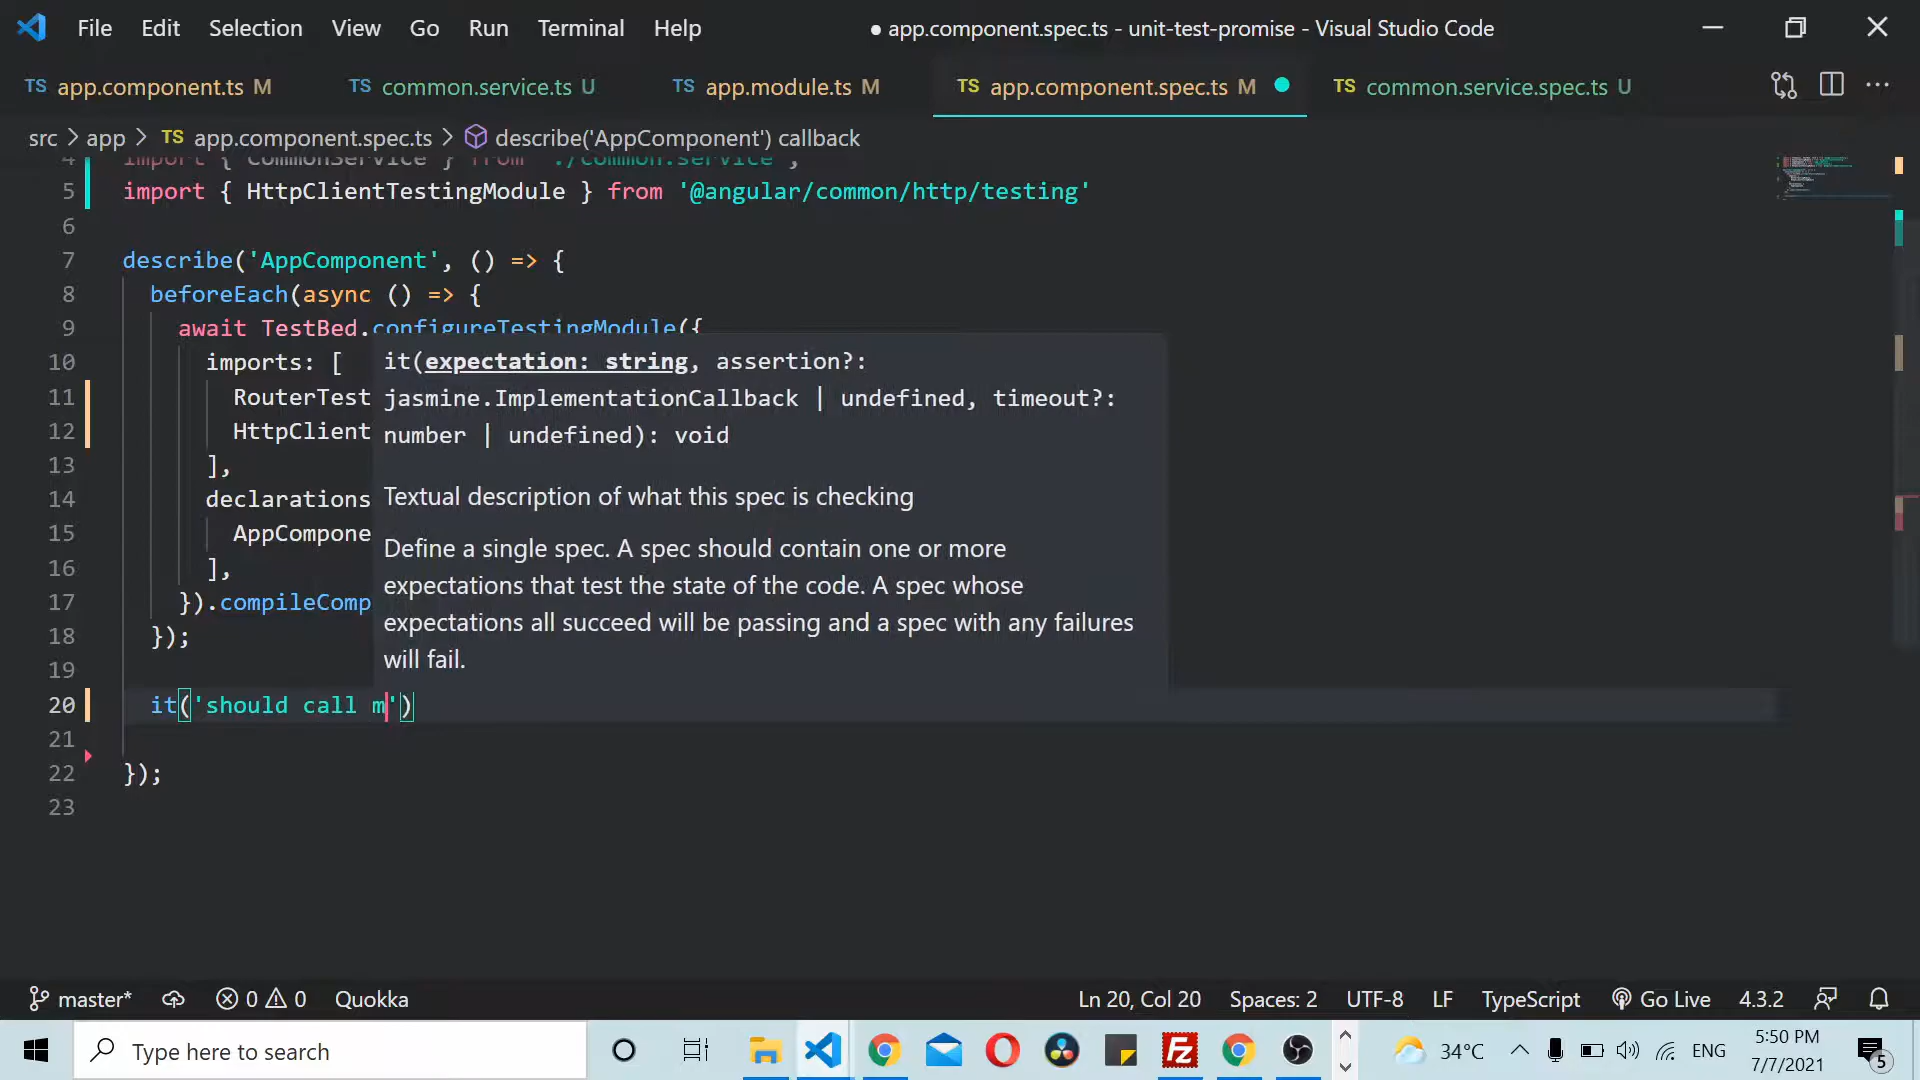 File Edit Selection View Go Run Terminal Help
● app.component.spec.ts - unit-test-promise - Visual Studio Code
TS app.component.ts M
TS common.service.ts U
TS app.module.ts M
TS app.component.spec.ts M
TS common.service.spec.ts U
src > app > TS app.component.spec.ts > describe('AppComponent') callback
4 import { CommonService } from './common.service';
5 import { HttpClientTestingModule } from '@angular/common/http/testing'
6
7 describe('AppComponent', () => {
8 beforeEach(async () => {
9 await TestBed.configureTestingModule({
10 imports: [
11 RouterTest
12 HttpClient
13 ],
14 declarations
15 AppCompone
16 ],
17 }).compileComp
18 });
19
20 it('should call m')
21
22 });
23
it(expectation: string, assertion?:
jasmine.ImplementationCallback | undefined, timeout?:
number | undefined): void
Textual description of what this spec is checking
Define a single spec. A spec should contain one or more
expectations that test the state of the code. A spec whose
expectations all succeed will be passing and a spec with any failures
will fail.
master* 0 0 Quokka
Ln 20, Col 20 Spaces: 2 UTF-8 LF TypeScript Go Live 4.3.2
Type here to search
Fz
34°C
ENG
5:50 PM
7/7/2021
5